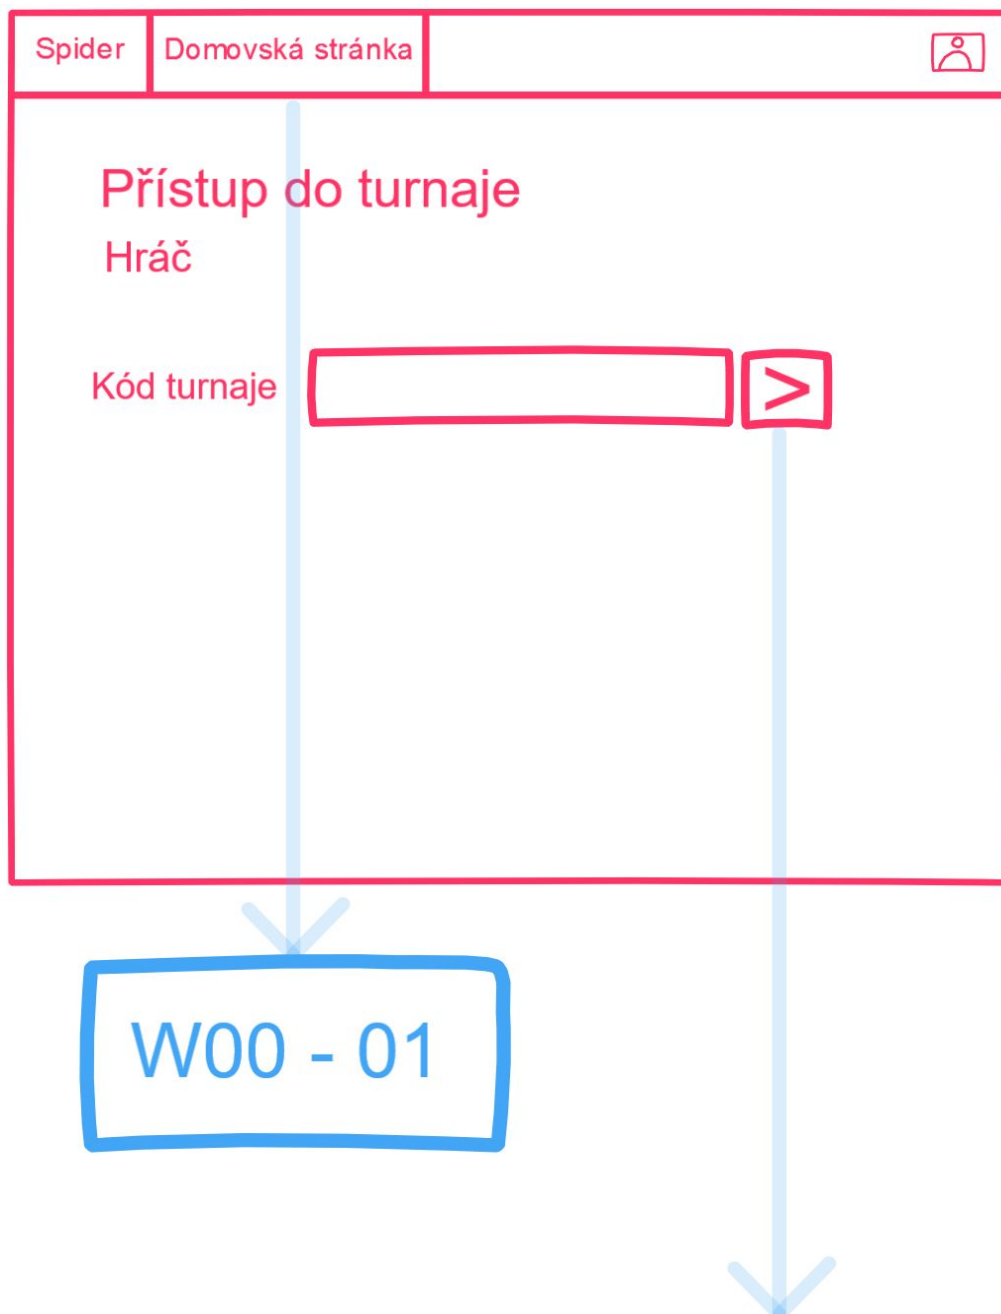 Spider
Domovská stránka
Přístup do turnaje
Hráč
Kód turnaje
>
W00 - 01